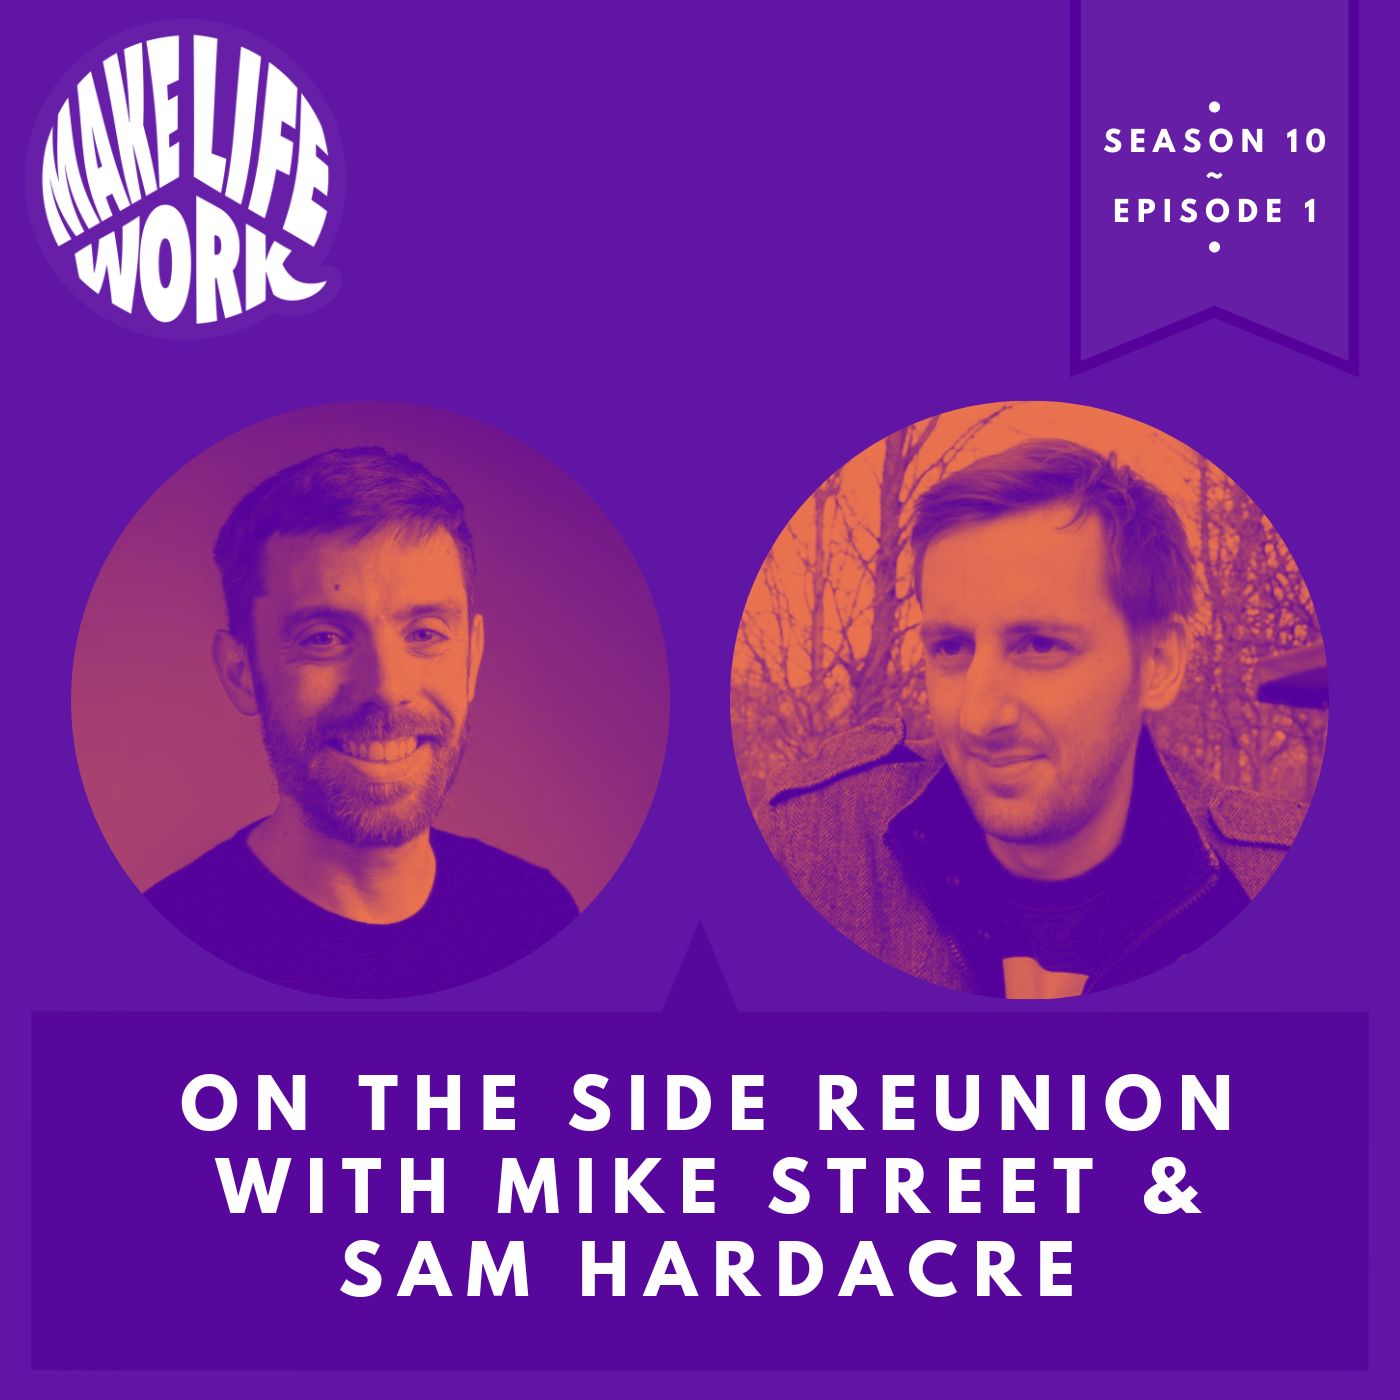 MAKE LIFE
WORK
SEASON 10
~
EPISODE 1
ON THE SIDE REUNION
WITH MIKE STREET &
SAM HARDACRE